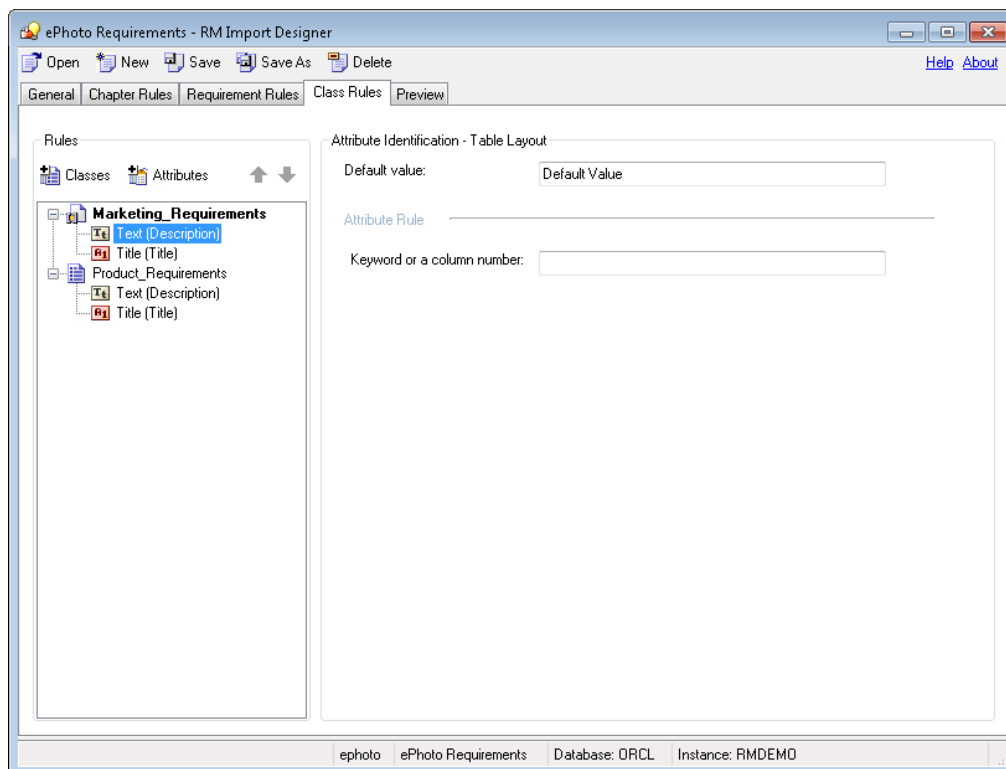 ePhoto Requirements - RM Import Designer
Open New Save Save As Delete Help About
General Chapter Rules Requirement Rules Class Rules Preview
Rules
Classes Attributes
Marketing_Requirements
Text (Description)
Title (Title)
Product_Requirements
Text (Description)
Title (Title)
Attribute Identification - Table Layout
Default value: Default Value
Attribute Rule
Keyword or a column number:
ephoto ePhoto Requirements Database: ORCL Instance: RMDEMO